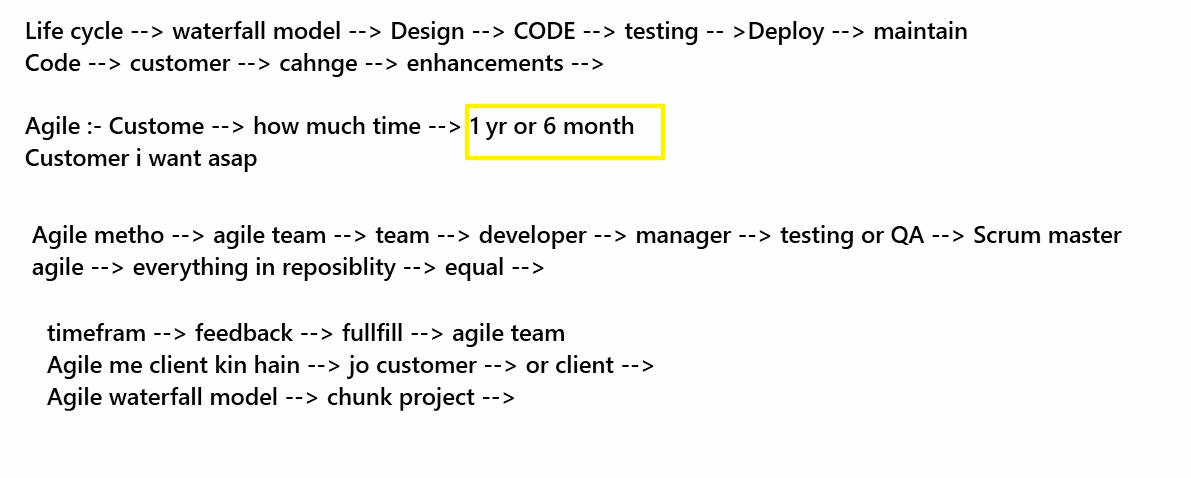 Life cycle --> waterfall model --> Design --> CODE --> testing -- >Deploy --> maintain
Code --> customer --> cahnge --> enhancements -->
Agile :- Custome --> how much time --> 1 yr or 6 month
Customer i want asap
Agile metho --> agile team --> team --> developer --> manager --> testing or QA --> Scrum master
agile --> everything in reposiblity --> equal -->
timefram --> feedback --> fullfill --> agile team
Agile me client kin hain --> jo customer --> or client -->
Agile waterfall model --> chunk project -->